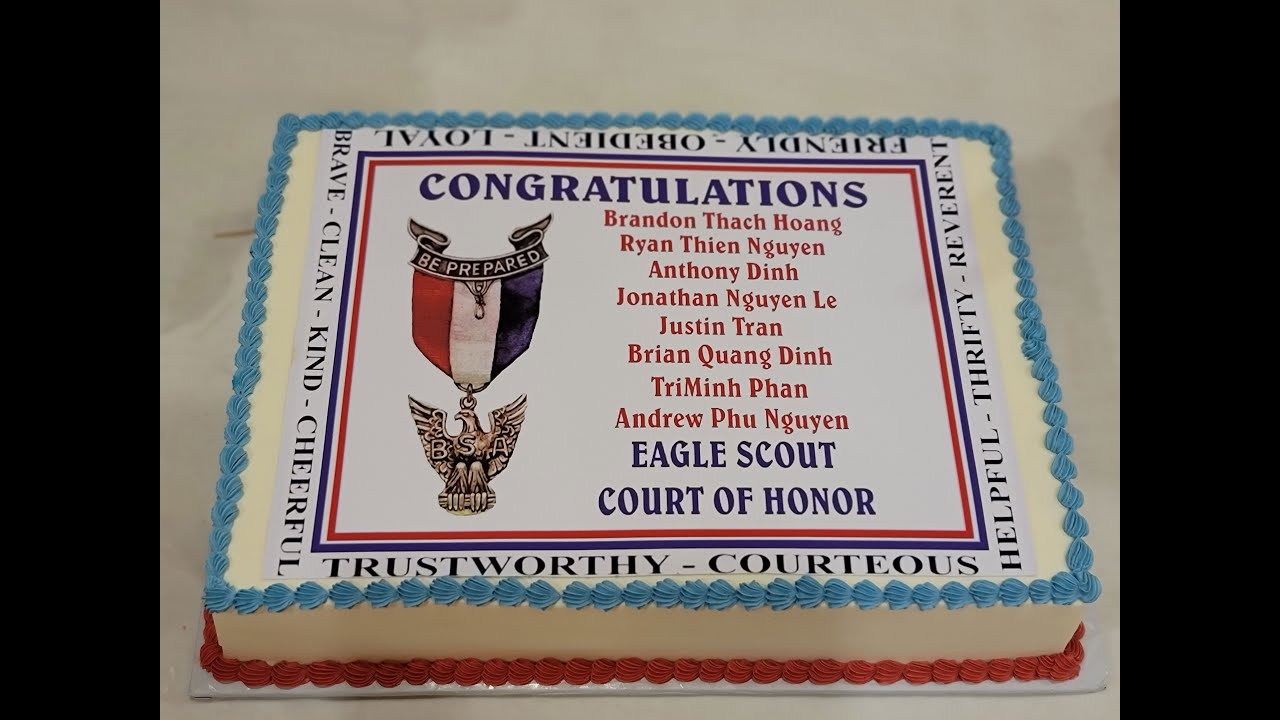 FRIENDLY - OBEDIENT - LOYAL
BRAVE - CLEAN - KIND - CHEERFUL
CONGRATULATIONS
Brandon Thach Hoang
Ryan Thien Nguyen
Anthony Dinh
Jonathan Nguyen Le
Justin Tran
Brian Quang Dinh
TriMinh Phan
Andrew Phu Nguyen
EAGLE SCOUT
COURT OF HONOR
BE PREPARED
BSA
HELPFUL - THRIFTY - REVERENT
TRUSTWORTHY - COURTEOUS